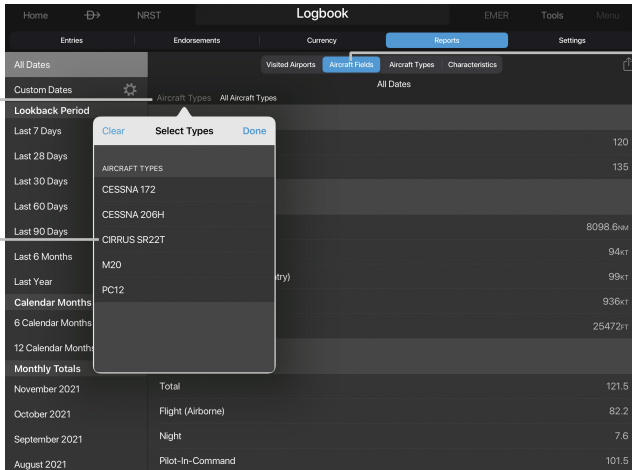 Home NRST Logbook EMER Tools Menu
Entries Endorsements Currency Reports Settings
All Dates Visited Airports Aircraft Fields Aircraft Types Characteristics
All Dates
Custom Dates
Aircraft Types All Aircraft Types
Lookback Period
Last 7 Days
Clear Select Types Done
120
Last 28 Days
AIRCRAFT TYPES
135
Last 30 Days
CESSNA 172
Last 60 Days
CESSNA 206H
Last 90 Days
8098.6NM
CIRRUS SR22T
Last 6 Months
94KT
M20
Last Year
ntry)
99KT
PC12
Calendar Months
936KT
6 Calendar Months
25472FT
12 Calendar Months
Monthly Totals
November 2021 Total 121.5
October 2021 Flight (Airborne) 82.2
September 2021 Night 7.6
August 2021 Pilot-In-Command 101.5